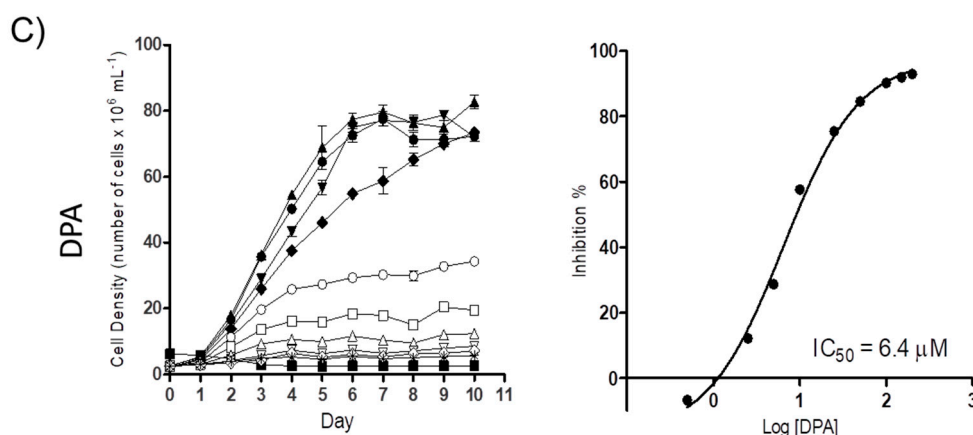 C)
DPA
Cell Density (number of cells x 10⁶ mL⁻¹)
100
80
60
40
20
0
0 1 2 3 4 5 6 7 8 9 10 11
Day
Inhibition %
100
80
60
40
20
0
IC₅₀ = 6.4 µM
0 1 2 3
Log [DPA]